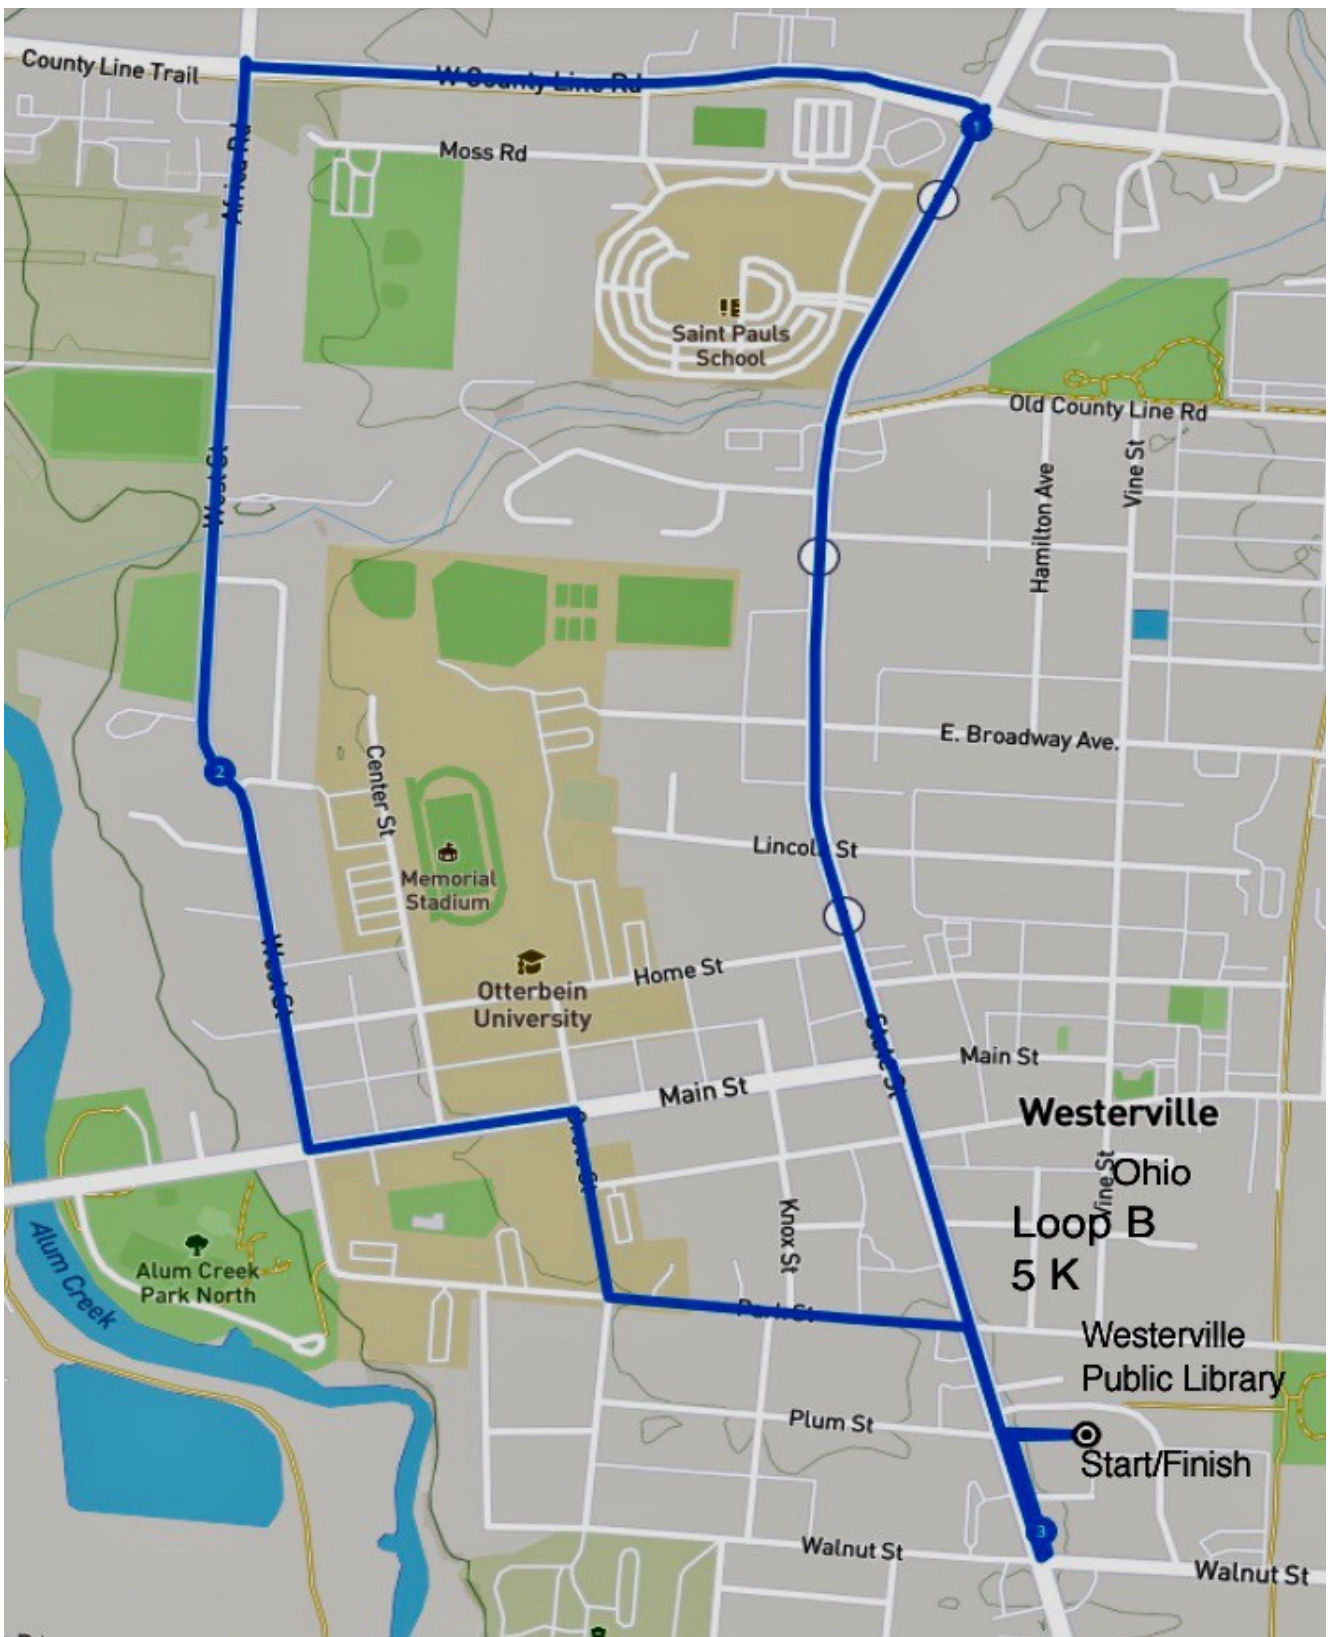 County Line Trail
W County Line Rd
1
Africa Rd
Moss Rd
Saint Pauls
School
Old County Line Rd
West St
Hamilton Ave
Vine St
E. Broadway Ave.
2
Center St
Lincoln St
Memorial
Stadium
West St
Home St
Otterbein
University
State St
Main St
Main St
Westerville
Grove St
Vine St
Ohio
Knox St
Loop B
5 K
Alum Creek
Alum Creek
Park North
Park St
Westerville
Public Library
Plum St
Start/Finish
3
Walnut St
Walnut St